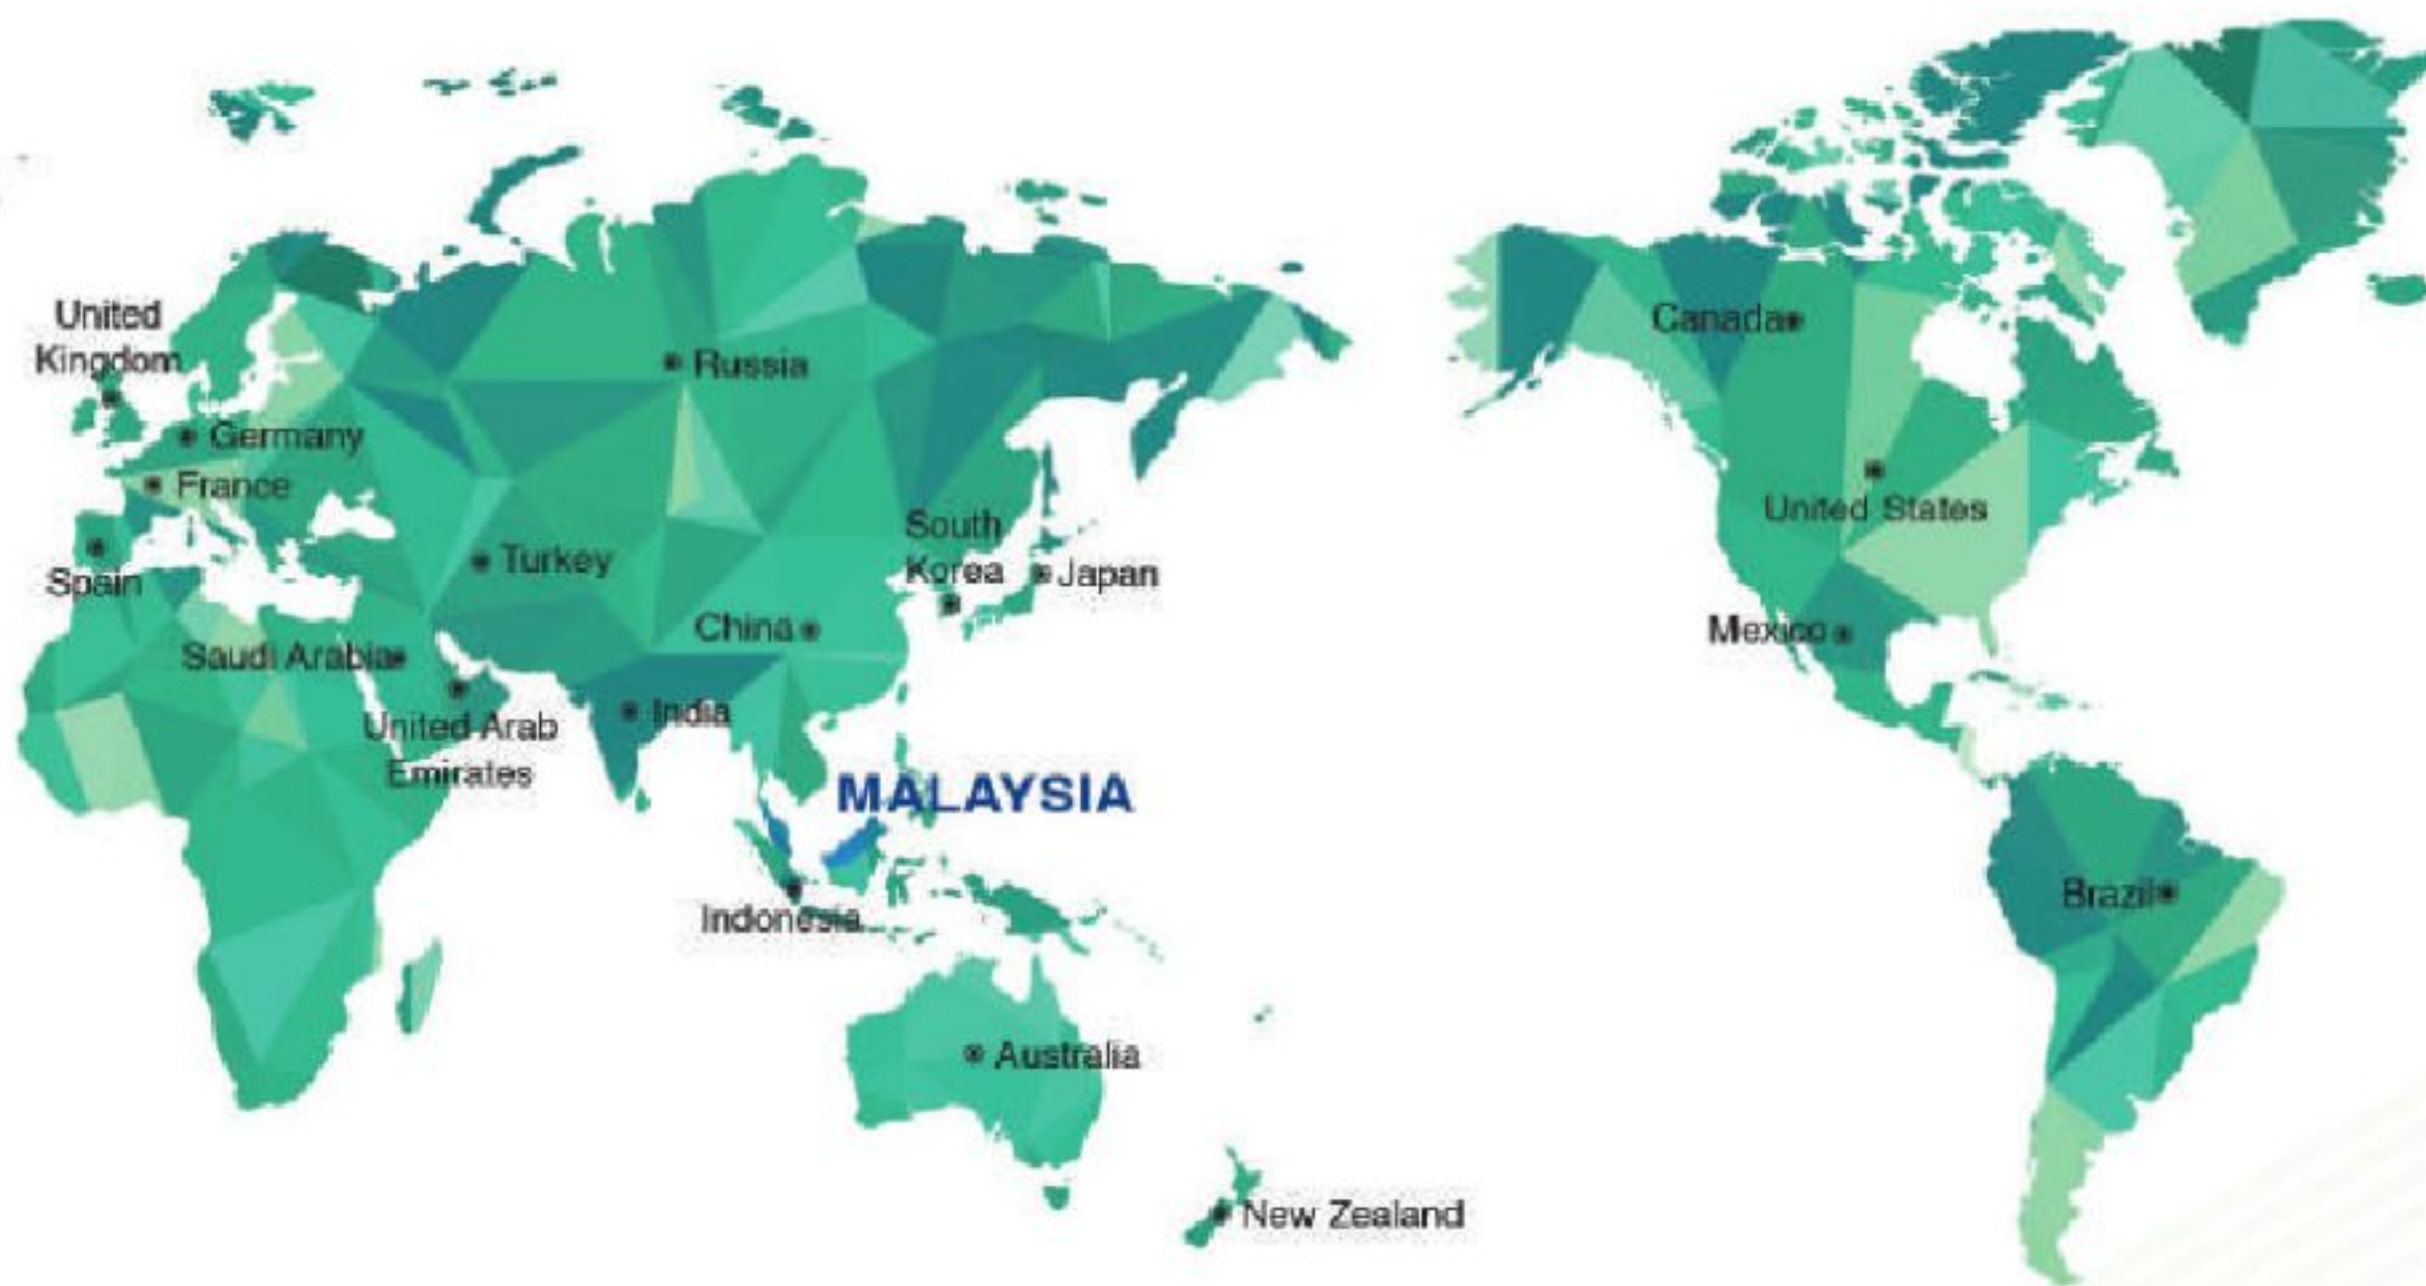 United
Kingdom
Germany
France
Spain
Russia
Turkey
South
Korea
Japan
China
Saudi Arabia
United Arab
Emirates
India
MALAYSIA
Indonesia
Australia
New Zealand
Canada
United States
Mexico
Brazil